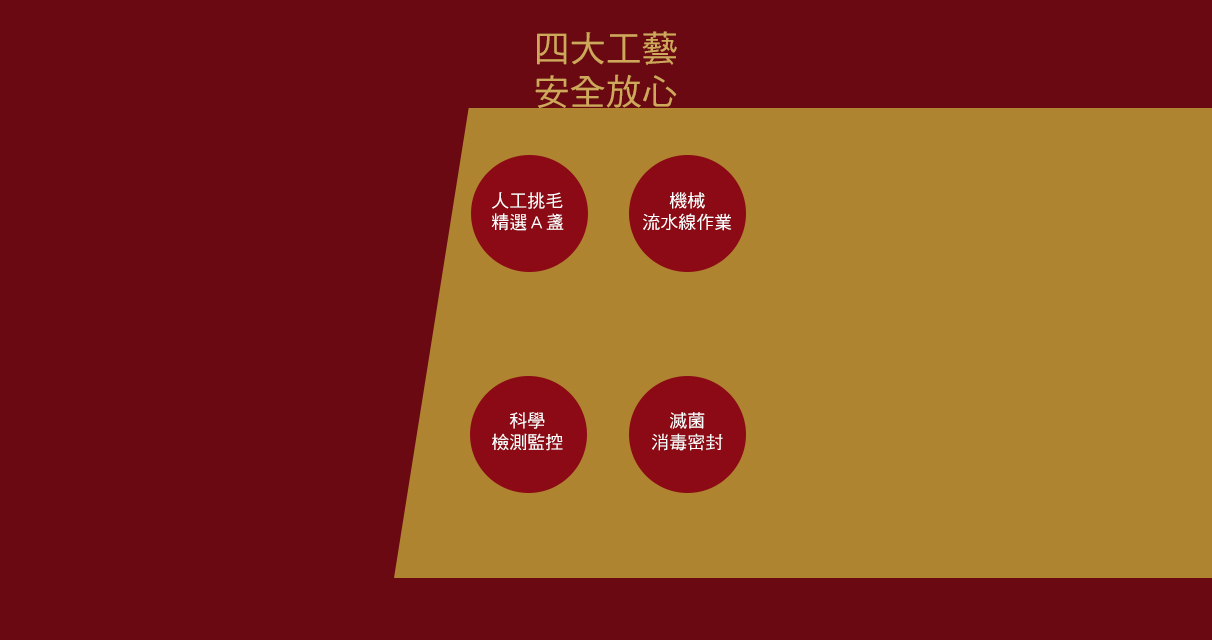 四大工藝
安全放心
人工挑毛
精選A盞
機械
流水線作業
科學
檢測監控
滅菌
消毒密封